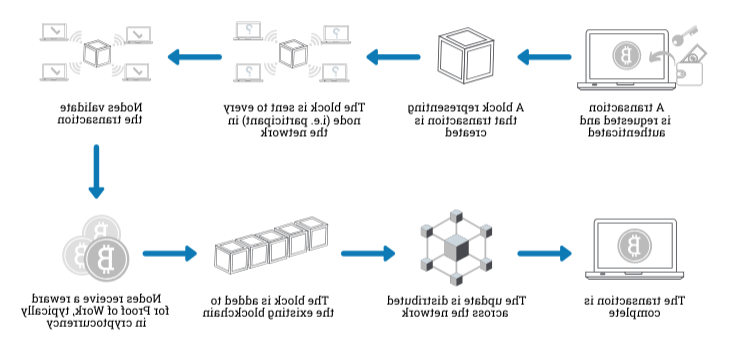 A transaction
is requested and
authenticated
A block representing
that transaction is
created
The block is sent to every
node (i.e. participant) in
the network
Nodes validate
the transaction
Nodes receive a reward
for Proof of Work, typically
in cryptocurrency
The block is added to
the existing blockchain
The update is distributed
across the network
The transaction is
complete